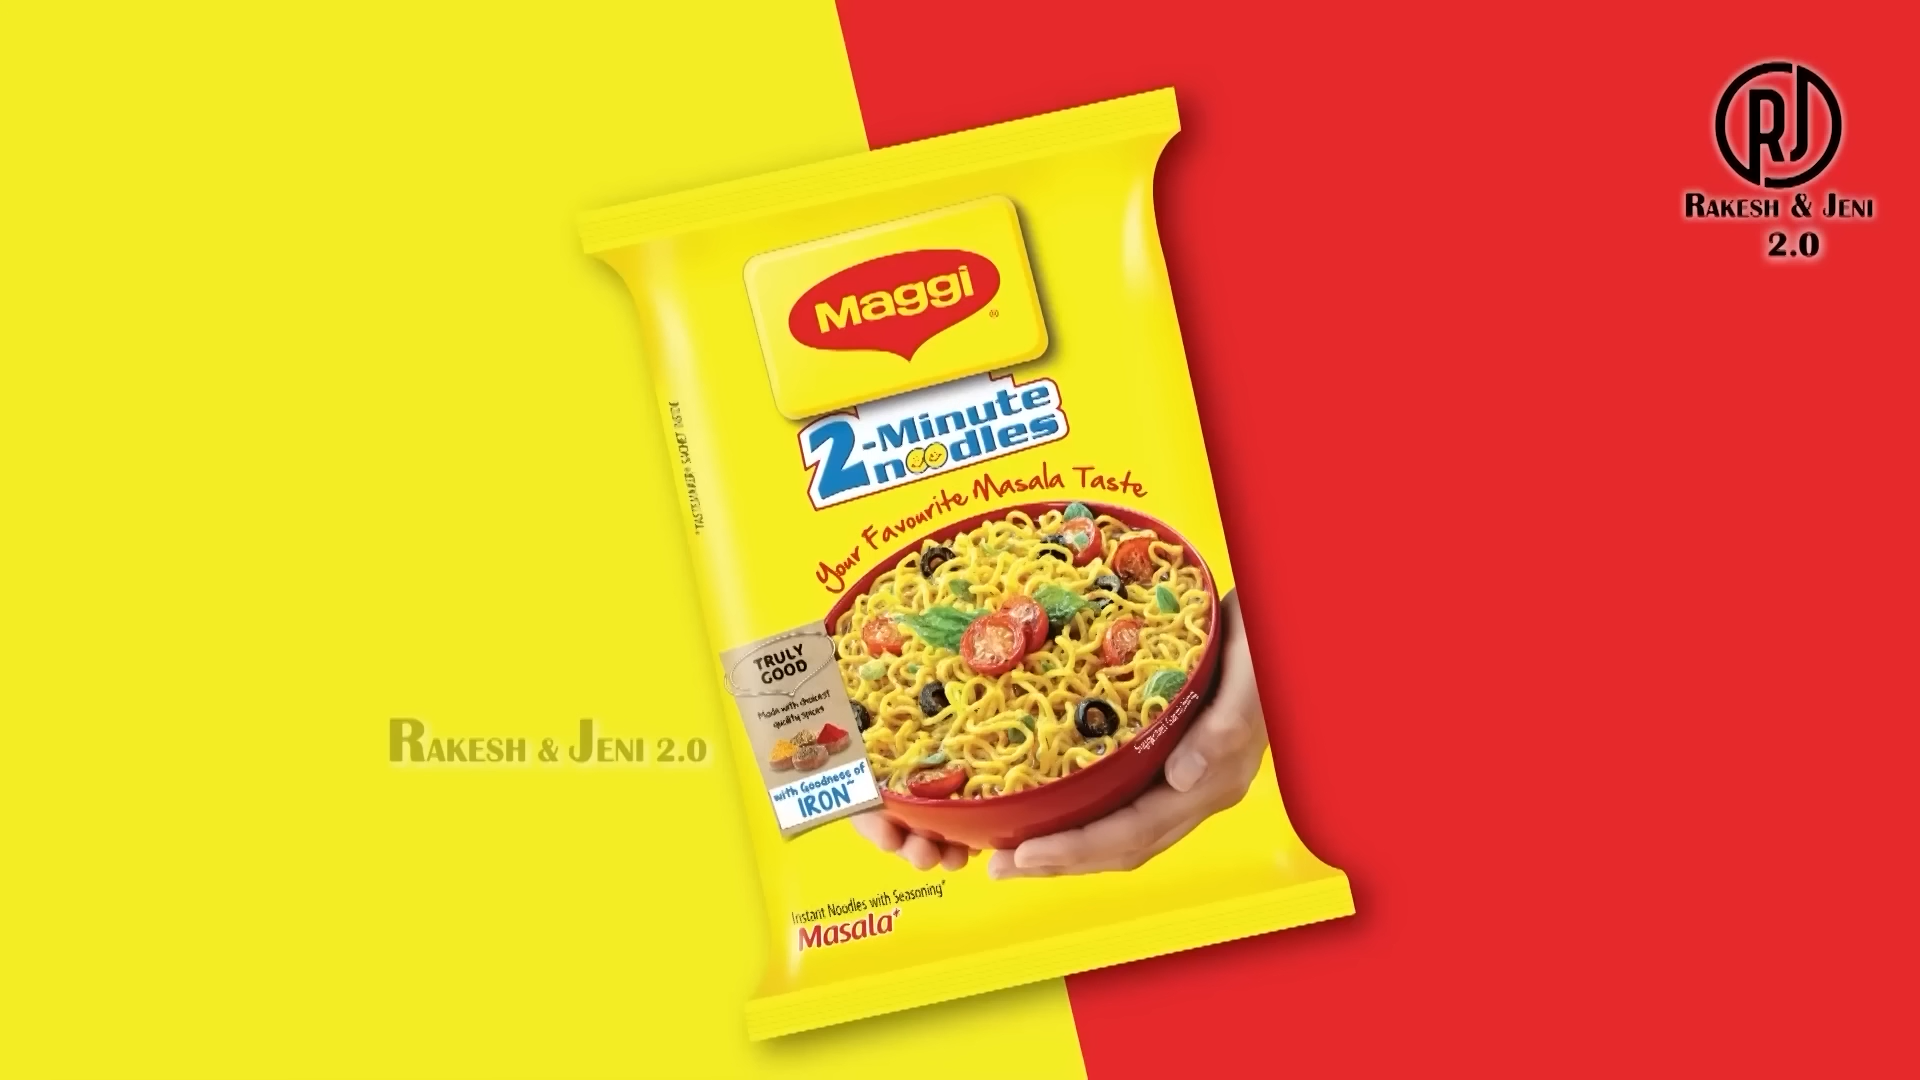 RJ
RAKESH & JENI
2.0
Maggi
®
2-Minute
noodles
Your Favourite Masala Taste
TRULY
GOOD
Made with choicest
quality spices
with Goodness of
IRON~
RAKESH & JENI 2.0
Instant Noodles with Seasoning*
Masala+